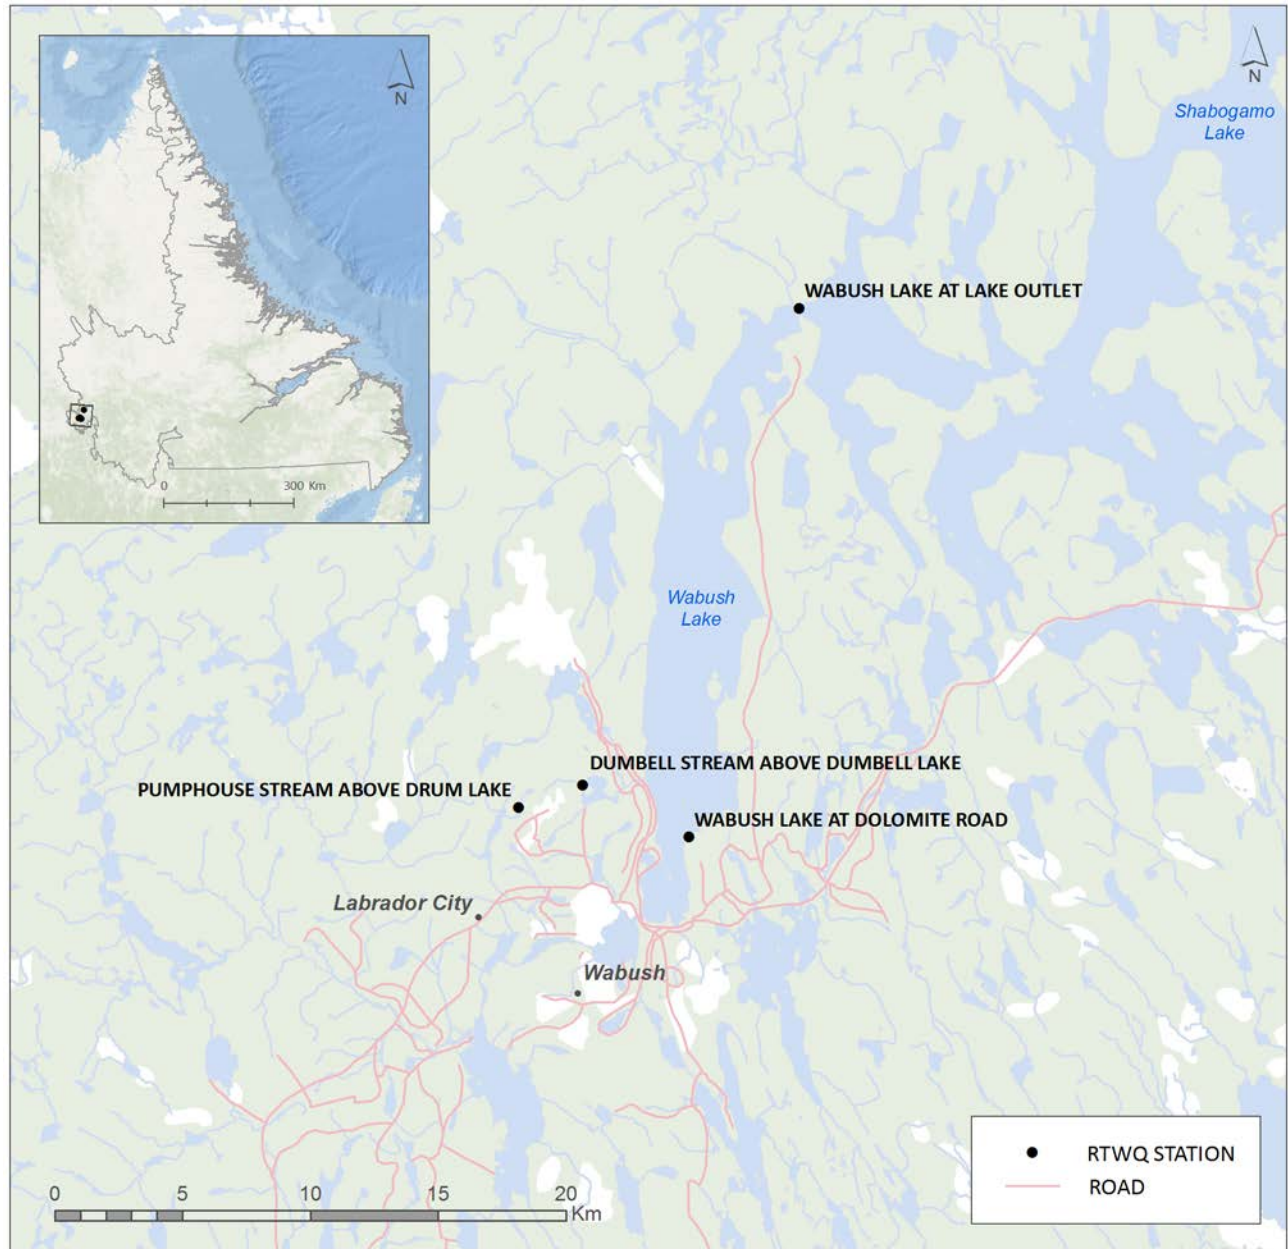 N
N
Shabogamo
Lake
WABUSH LAKE AT LAKE OUTLET
0
300 Km
Wabush
Lake
DUMBELL STREAM ABOVE DUMBELL LAKE
PUMPHOUSE STREAM ABOVE DRUM LAKE
WABUSH LAKE AT DOLOMITE ROAD
Labrador City
Wabush
RTWQ STATION
ROAD
0 5 10 15 20
Km